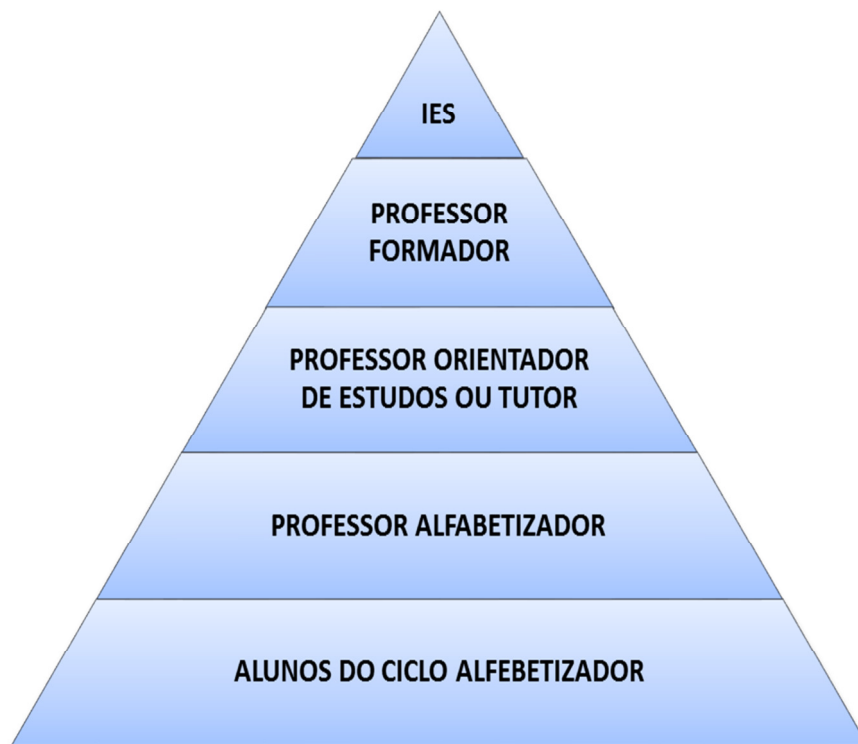 IES
PROFESSOR
FORMADOR
PROFESSOR ORIENTADOR
DE ESTUDOS OU TUTOR
PROFESSOR ALFABETIZADOR
ALUNOS DO CICLO ALFEBETIZADOR